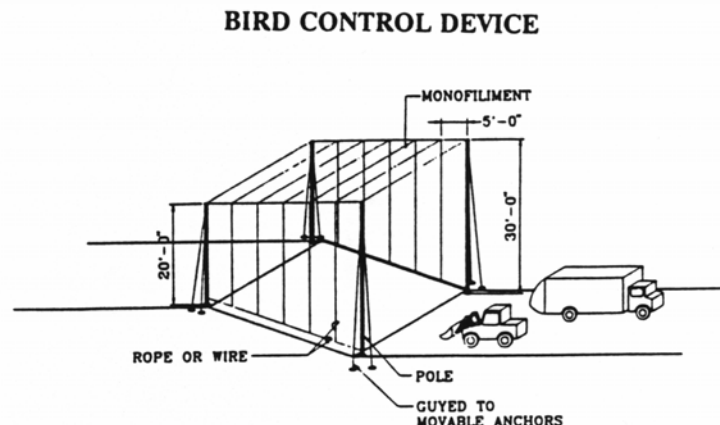 BIRD CONTROL DEVICE
MONOFILIMENT
5'-0"
20'-0"
30'-0"
ROPE OR WIRE
POLE
GUYED TO
MOVABLE ANCHORS